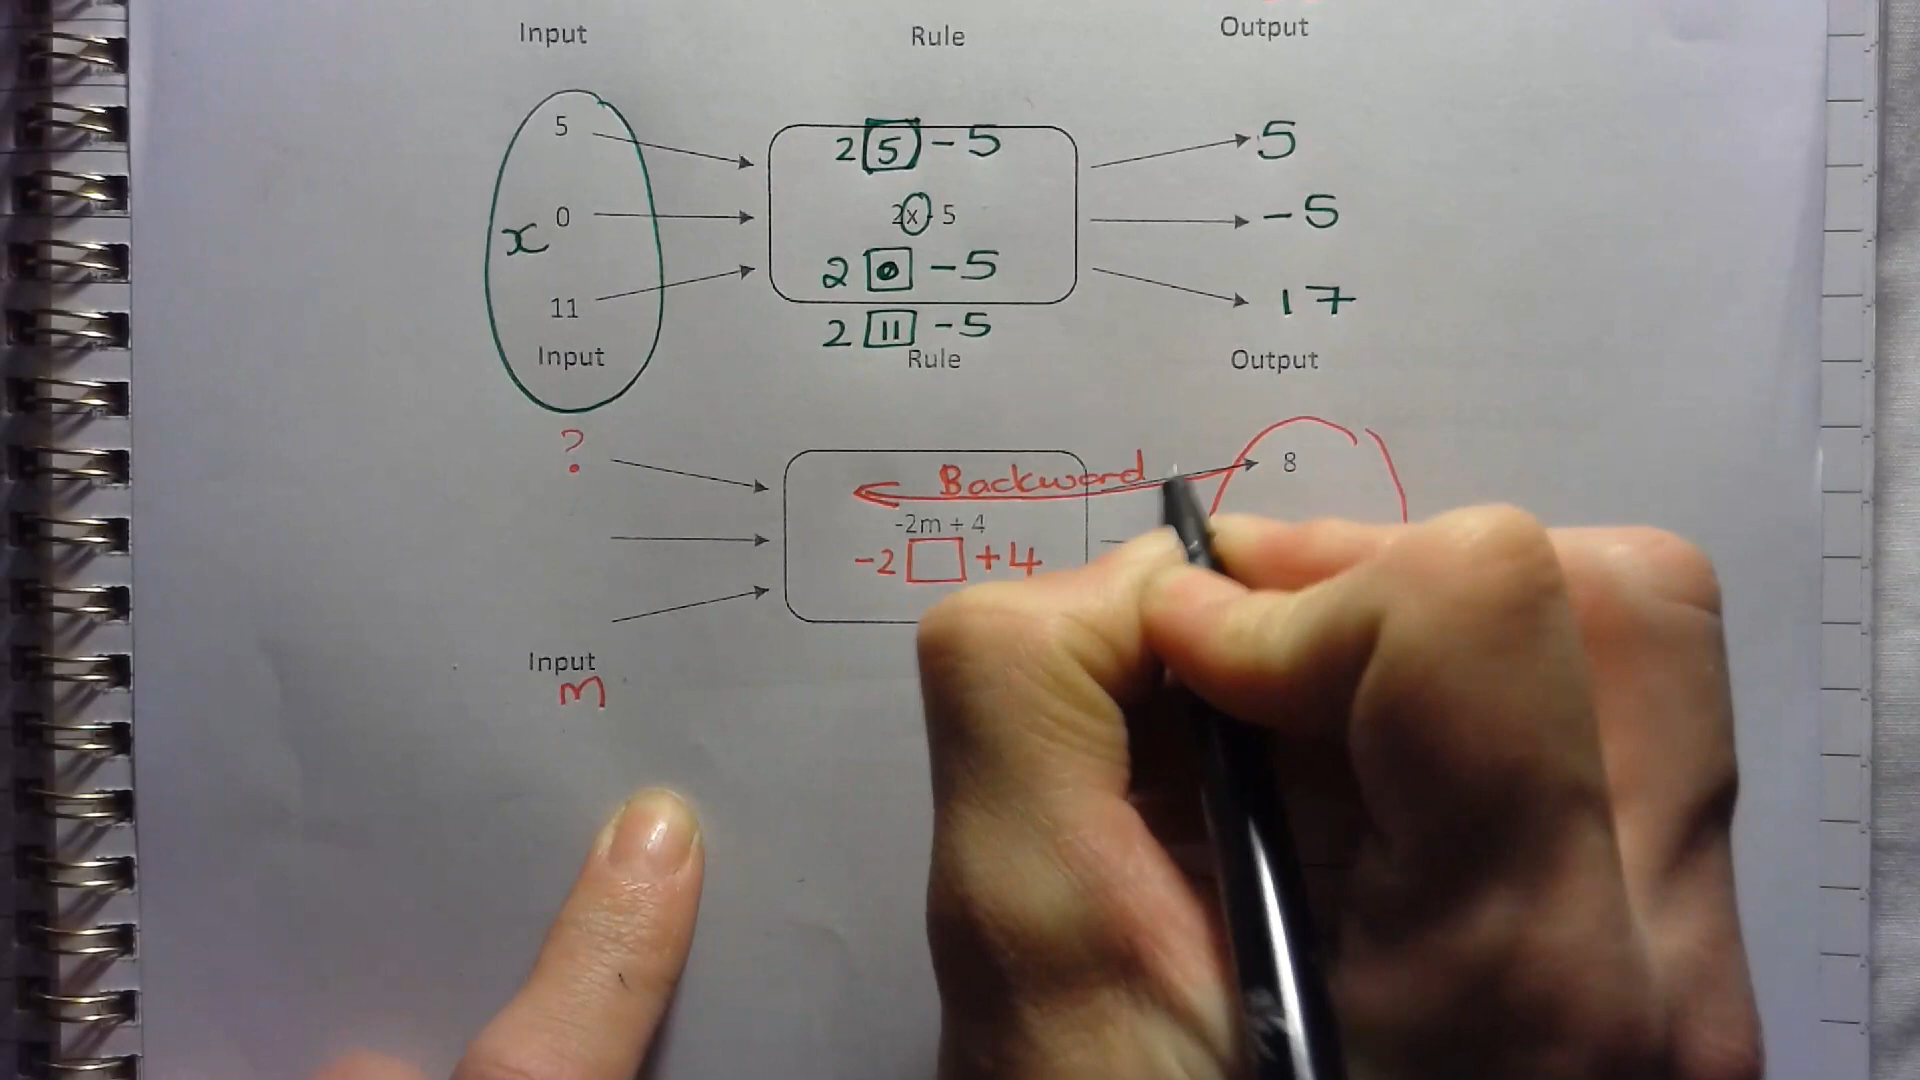 Input Rule Output
5 2 5 - 5 5
0 2x- 5 -5
x
2 0 -5
11 17
2 11 -5
Input Rule Output
? Backward 8
-2m + 4
-2 +4
Input
m